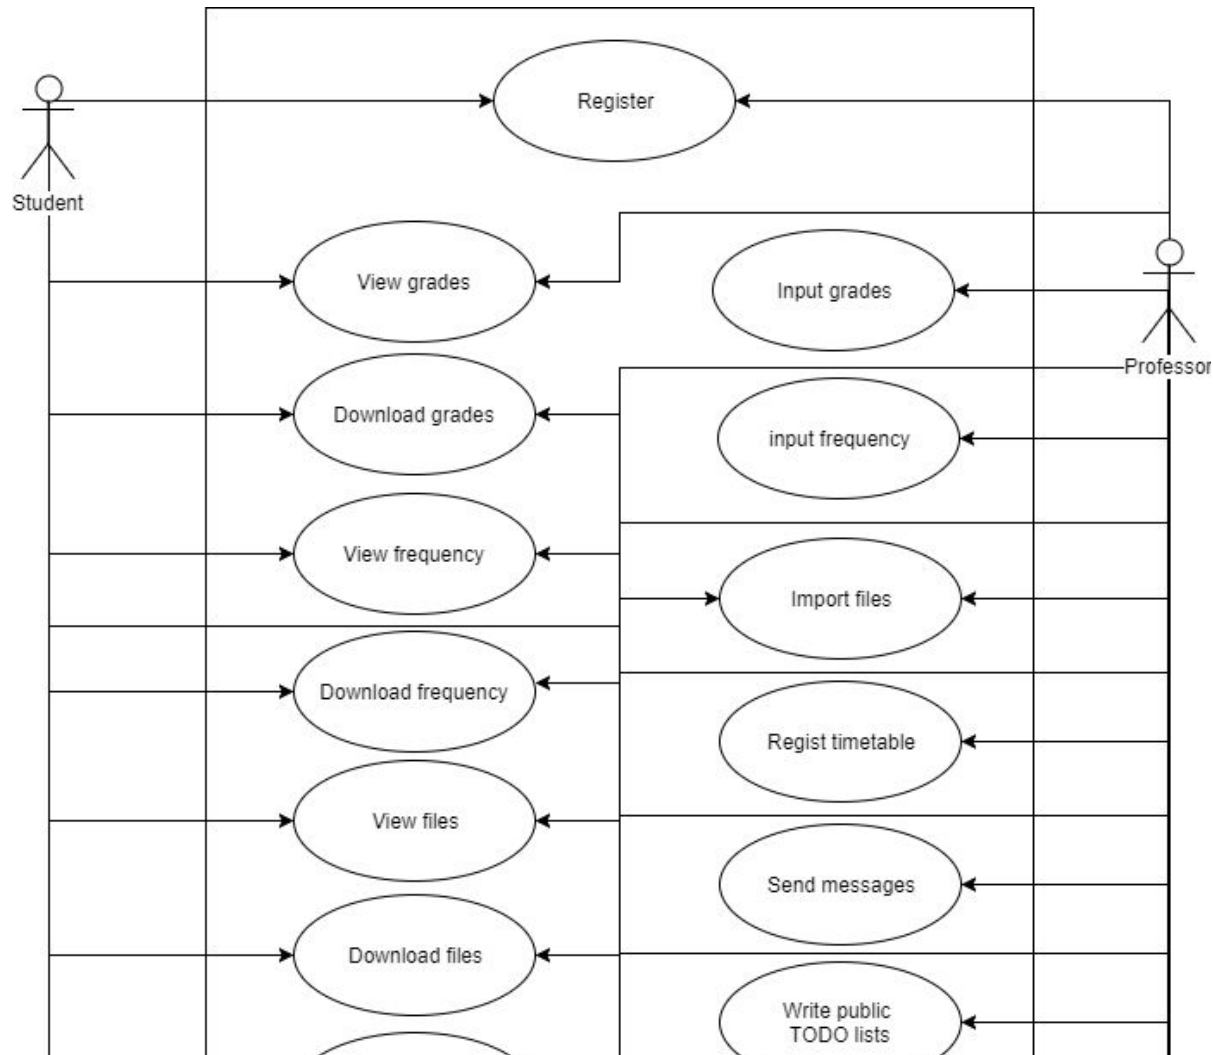 Register
Student
View grades
Input grades
Professor
Download grades
input frequency
View frequency
Import files
Download frequency
Regist timetable
View files
Send messages
Download files
Write public
TODO lists